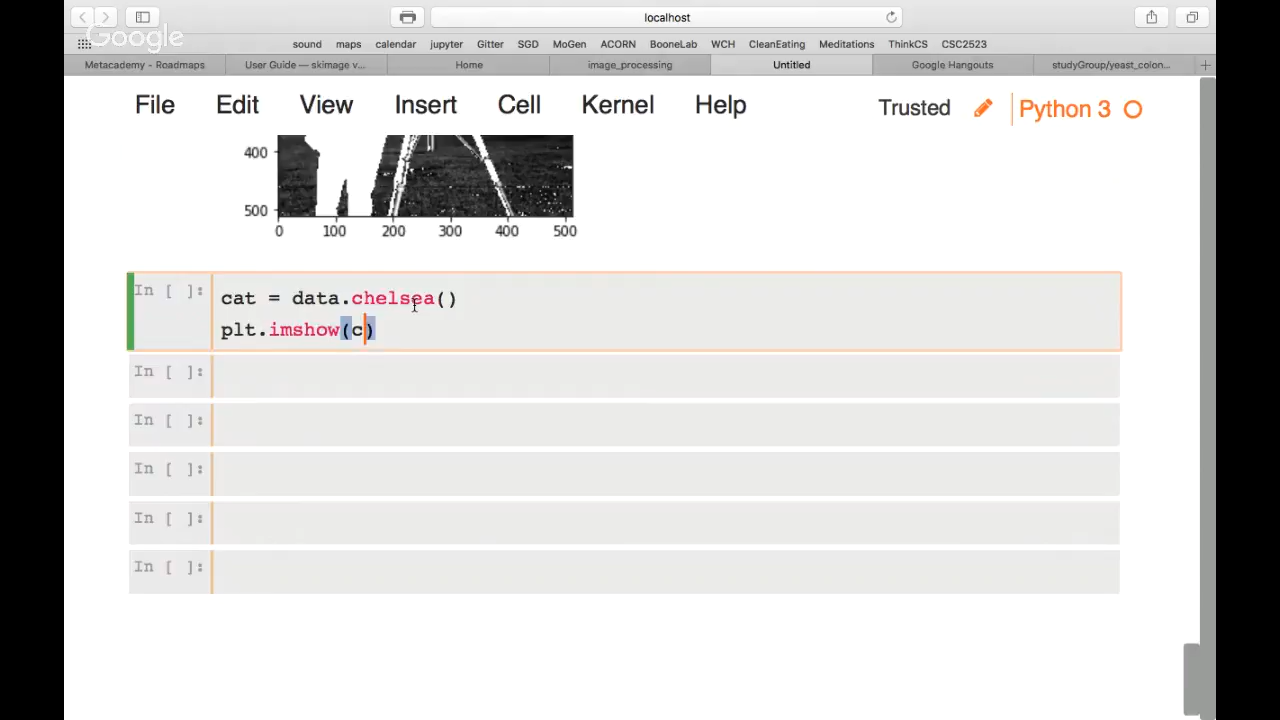 localhost
Google
sound maps calendar jupyter Gitter SGD MoGen ACORN BooneLab WCH CleanEating Meditations ThinkCS CSC2523
Metacademy - Roadmaps User Guide — skimage v... Home image_processing Untitled Google Hangouts studyGroup/yeast_colon...
File Edit View Insert Cell Kernel Help Trusted Python 3
400
500
0 100 200 300 400 500
In [ ]: cat = data.chelsea()
plt.imshow(c)
In [ ]:
In [ ]:
In [ ]:
In [ ]:
In [ ]: